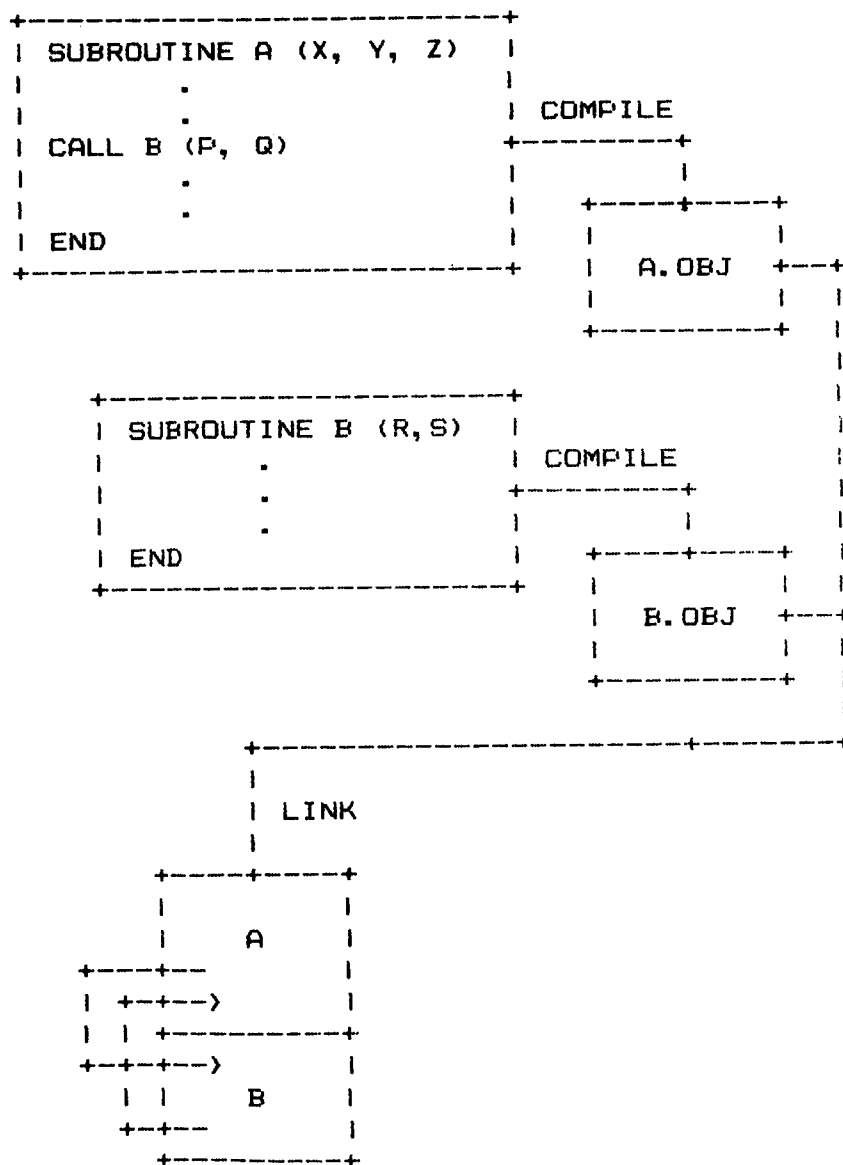 SUBROUTINE A (X, Y, Z)
.
.
COMPILE
CALL B (P, Q)
.
.
END
A.OBJ
SUBROUTINE B (R,S)
.
COMPILE
.
.
END
B.OBJ
LINK
A
B